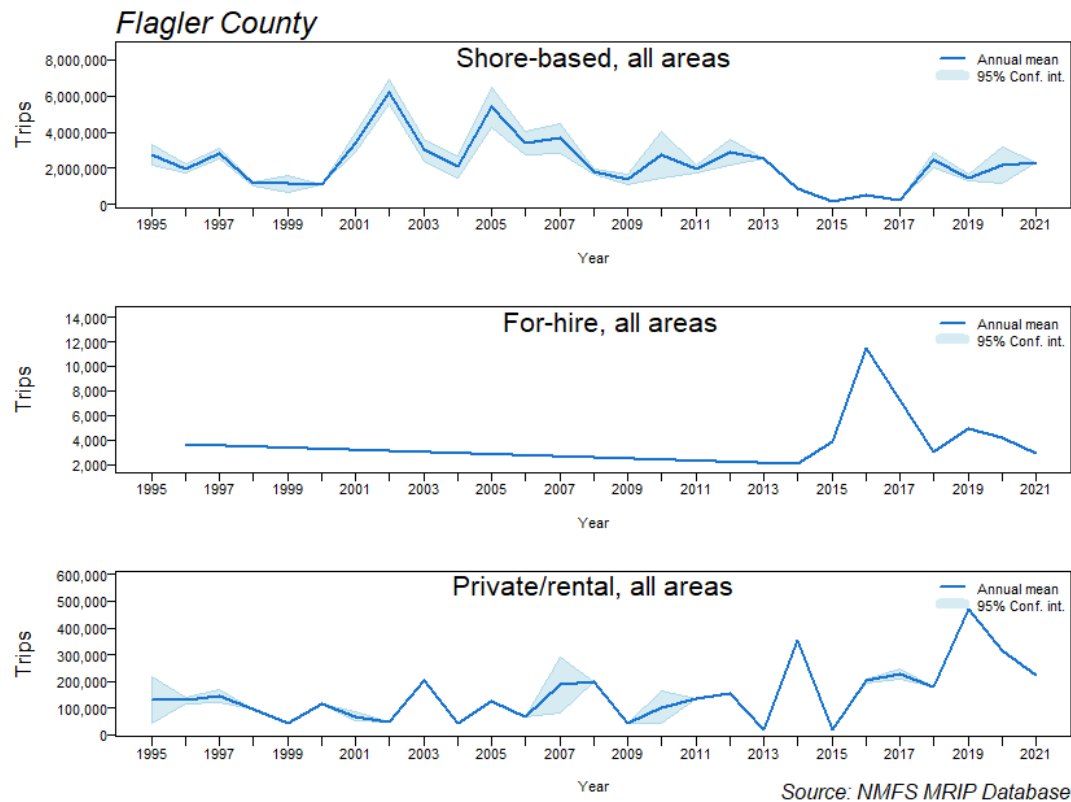 Flagler County
Shore-based, all areas
Annual mean
95% Conf. int.
Trips
8,000,000
6,000,000
4,000,000
2,000,000
0
1995 1997 1999 2001 2003 2005 2007 2009 2011 2013 2015 2017 2019 2021
Year
For-hire, all areas
Annual mean
95% Conf. int.
Trips
14,000
12,000
10,000
8,000
6,000
4,000
2,000
1995 1997 1999 2001 2003 2005 2007 2009 2011 2013 2015 2017 2019 2021
Year
Private/rental, all areas
Annual mean
95% Conf. int.
Trips
600,000
500,000
400,000
300,000
200,000
100,000
0
1995 1997 1999 2001 2003 2005 2007 2009 2011 2013 2015 2017 2019 2021
Year
Source: NMFS MRIP Database